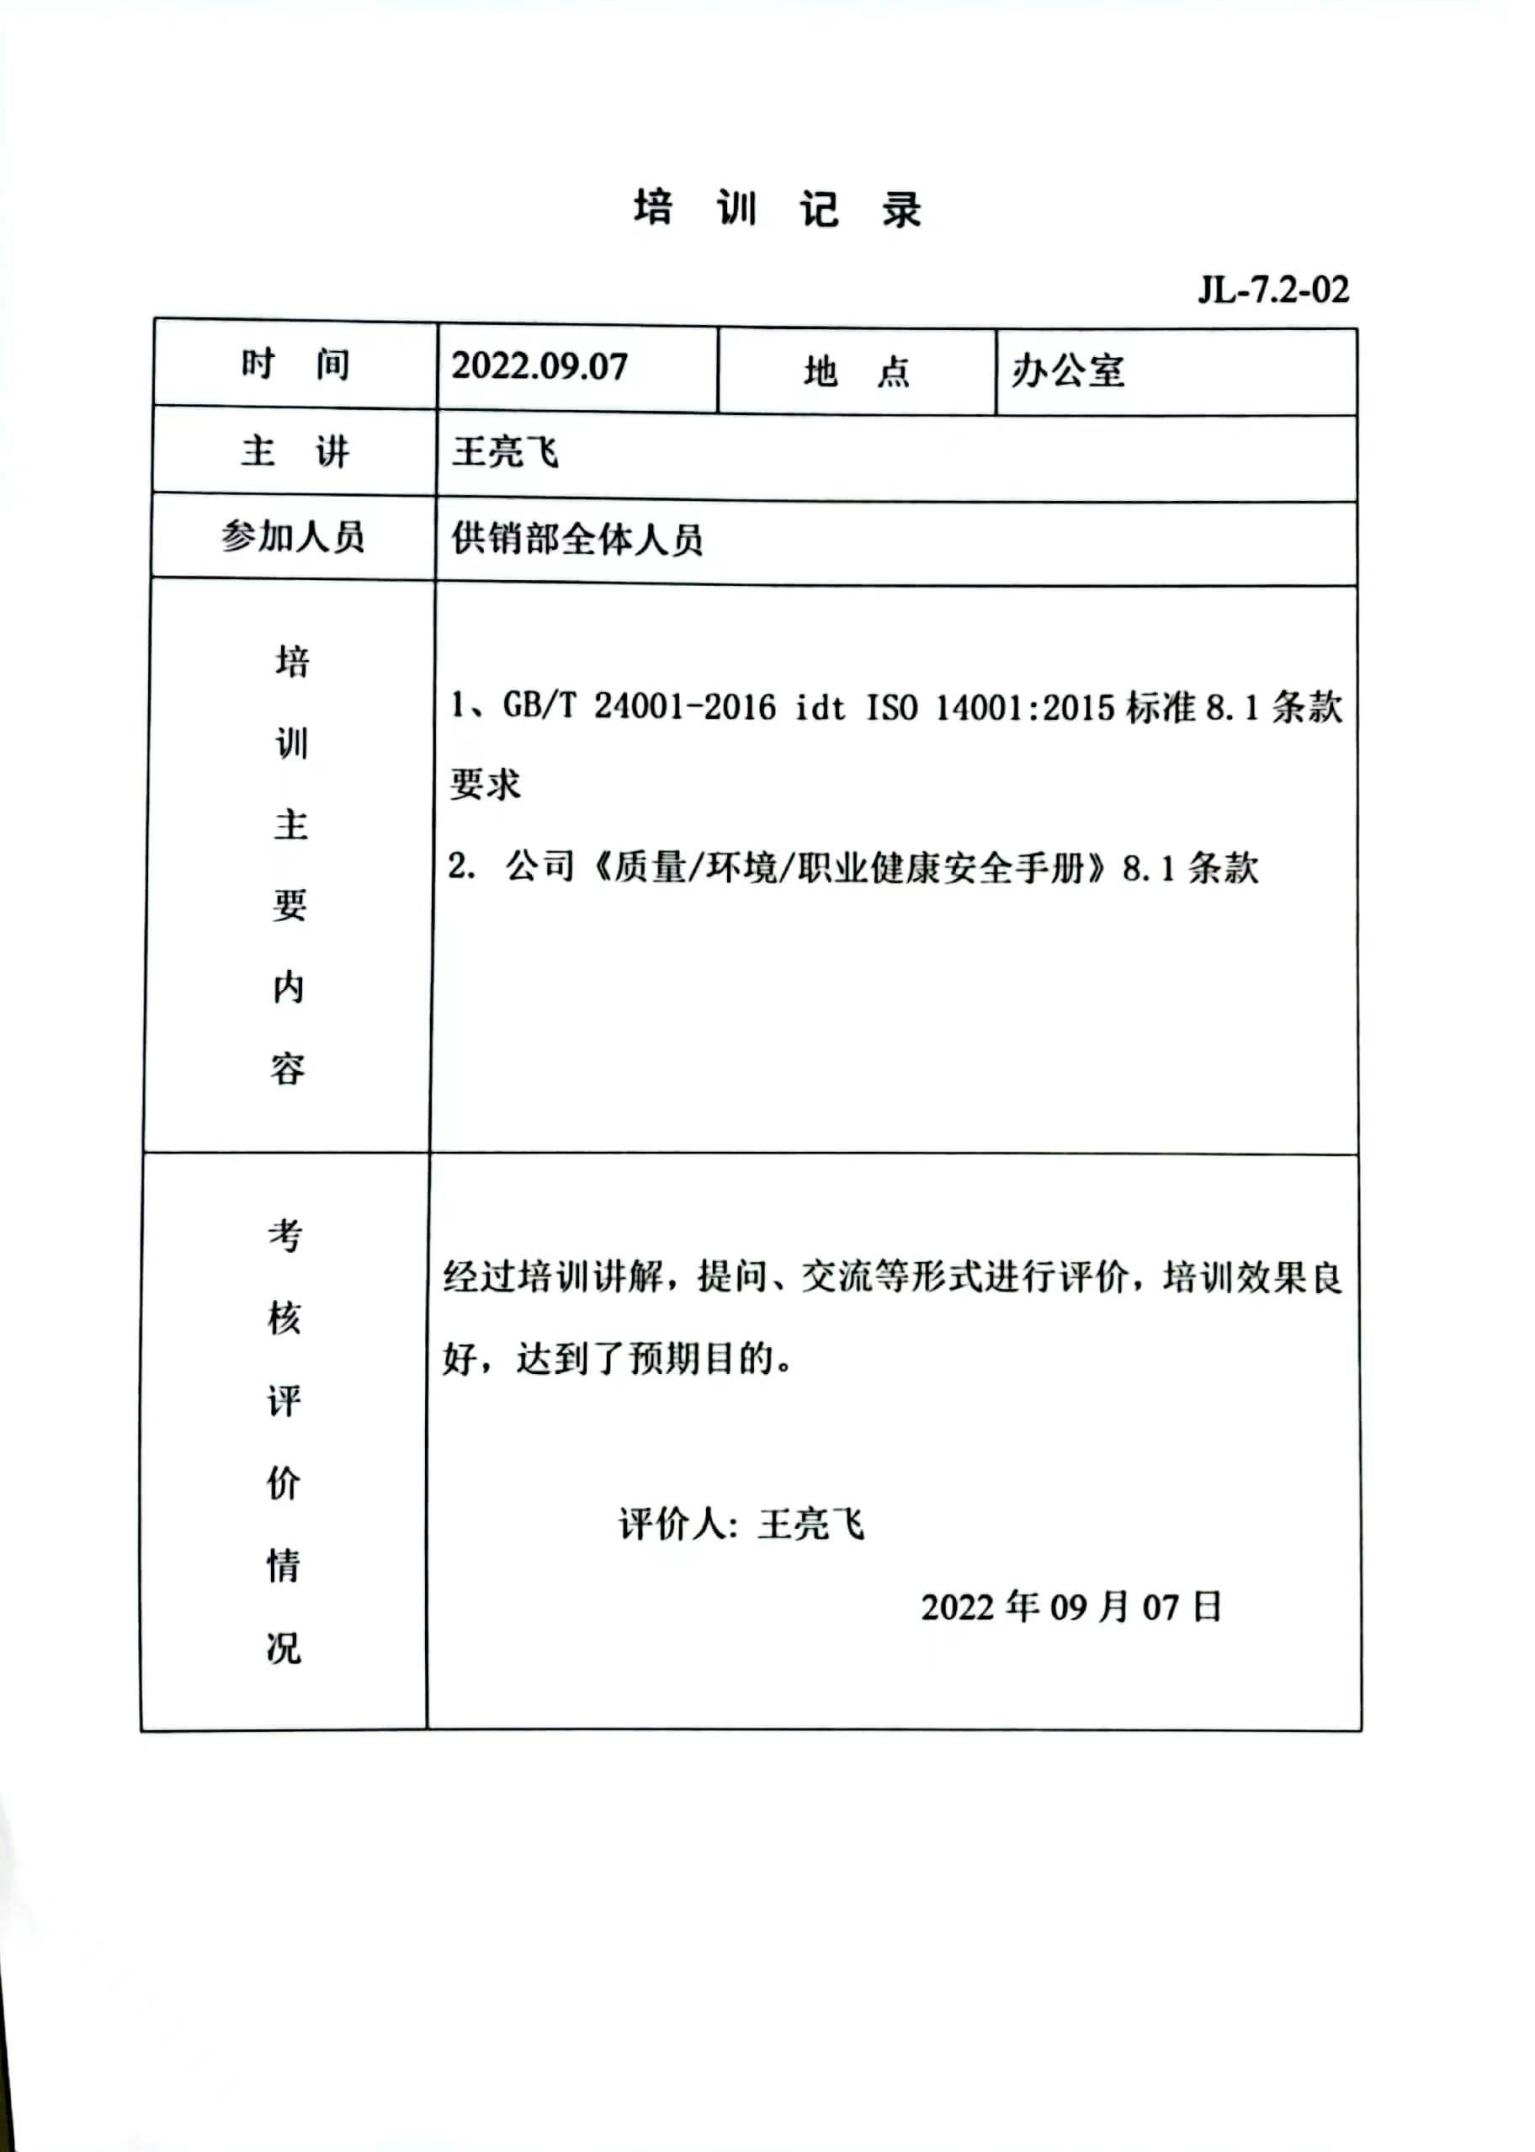 培 训 记 录
JL-7.2-02
时 间 2022.09.07 地 点 办公室
主 讲 王亮飞
参加人员 供销部全体人员
培训主要内容
1、GB/T 24001-2016 idt ISO 14001:2015 标准 8.1 条款
要求
2. 公司《质量/环境/职业健康安全手册》8.1 条款
考核评价情况
经过培训讲解，提问、交流等形式进行评价，培训效果良
好，达到了预期目的。
评价人: 王亮飞
2022 年 09 月 07 日